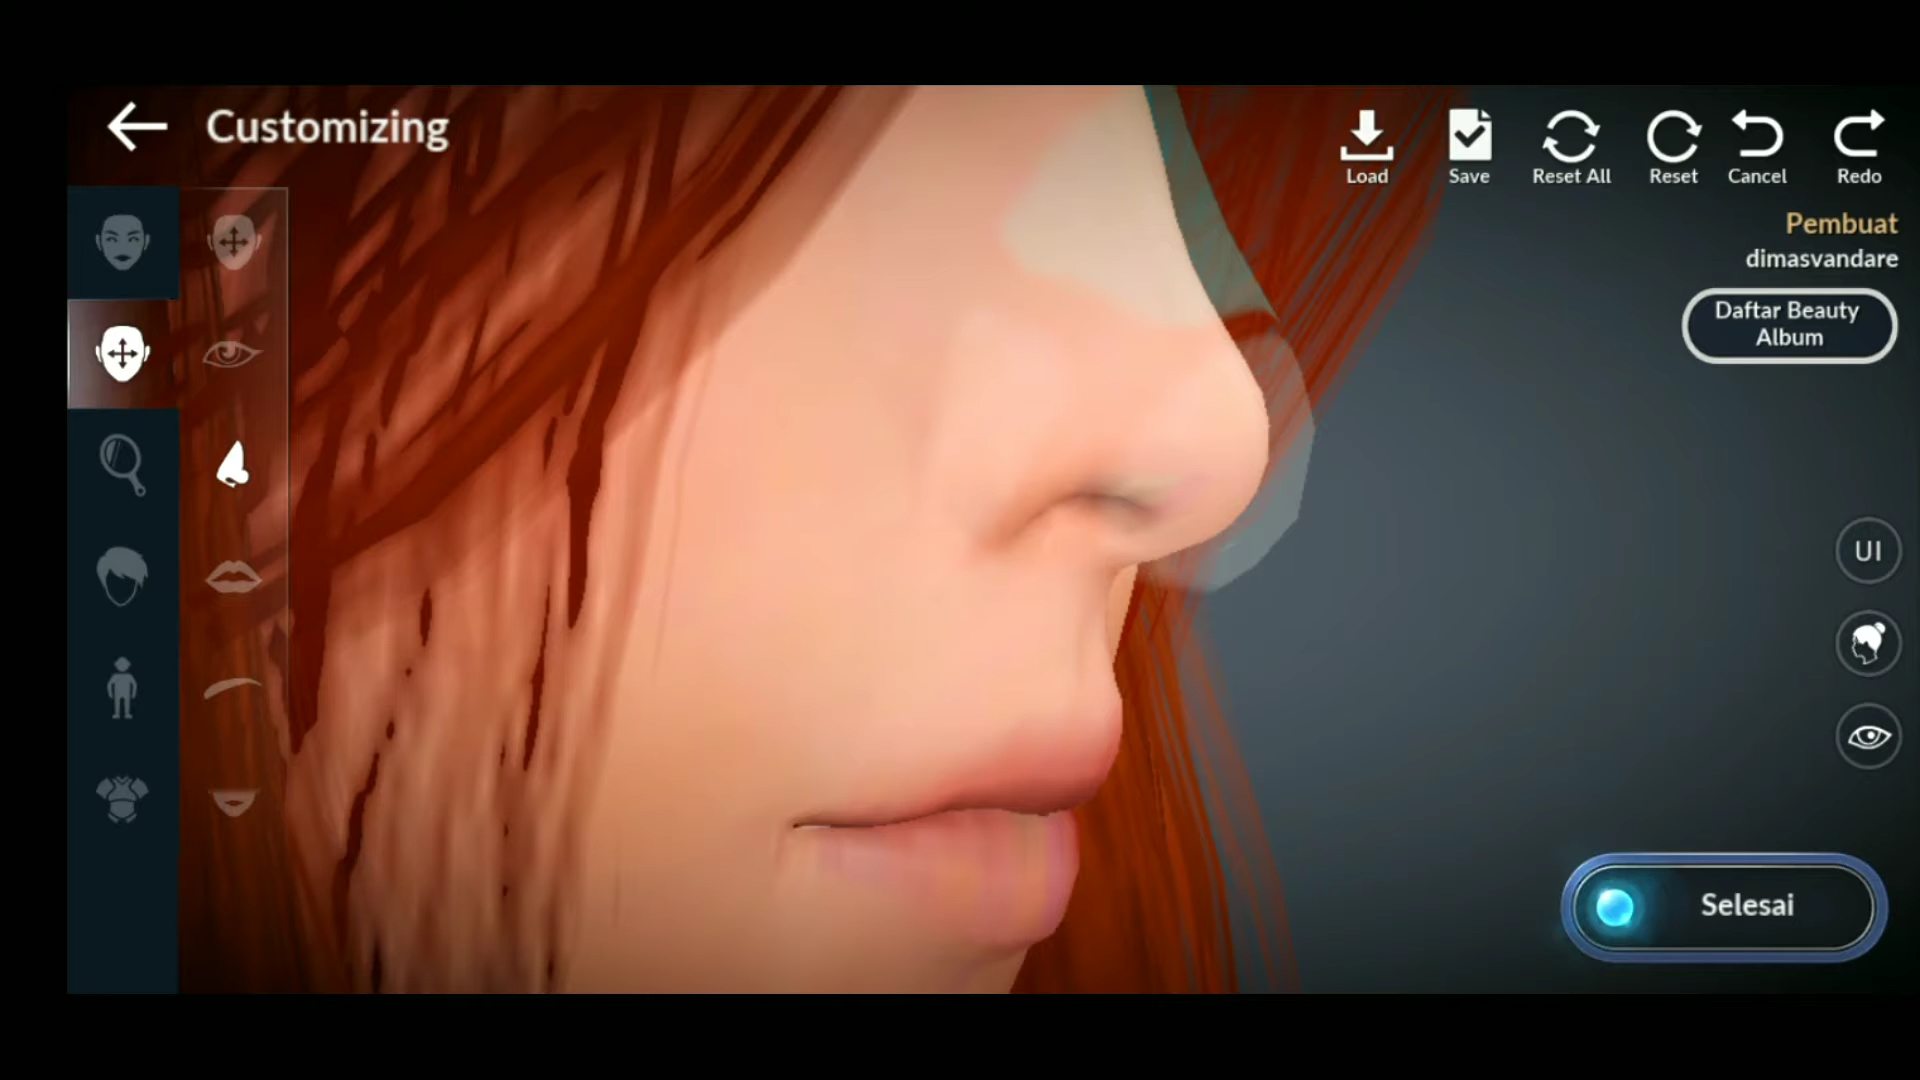 Customizing
Load
Save
Reset All
Reset
Cancel
Redo
Pembuat
dimasvandare
Daftar Beauty
Album
UI
Selesai